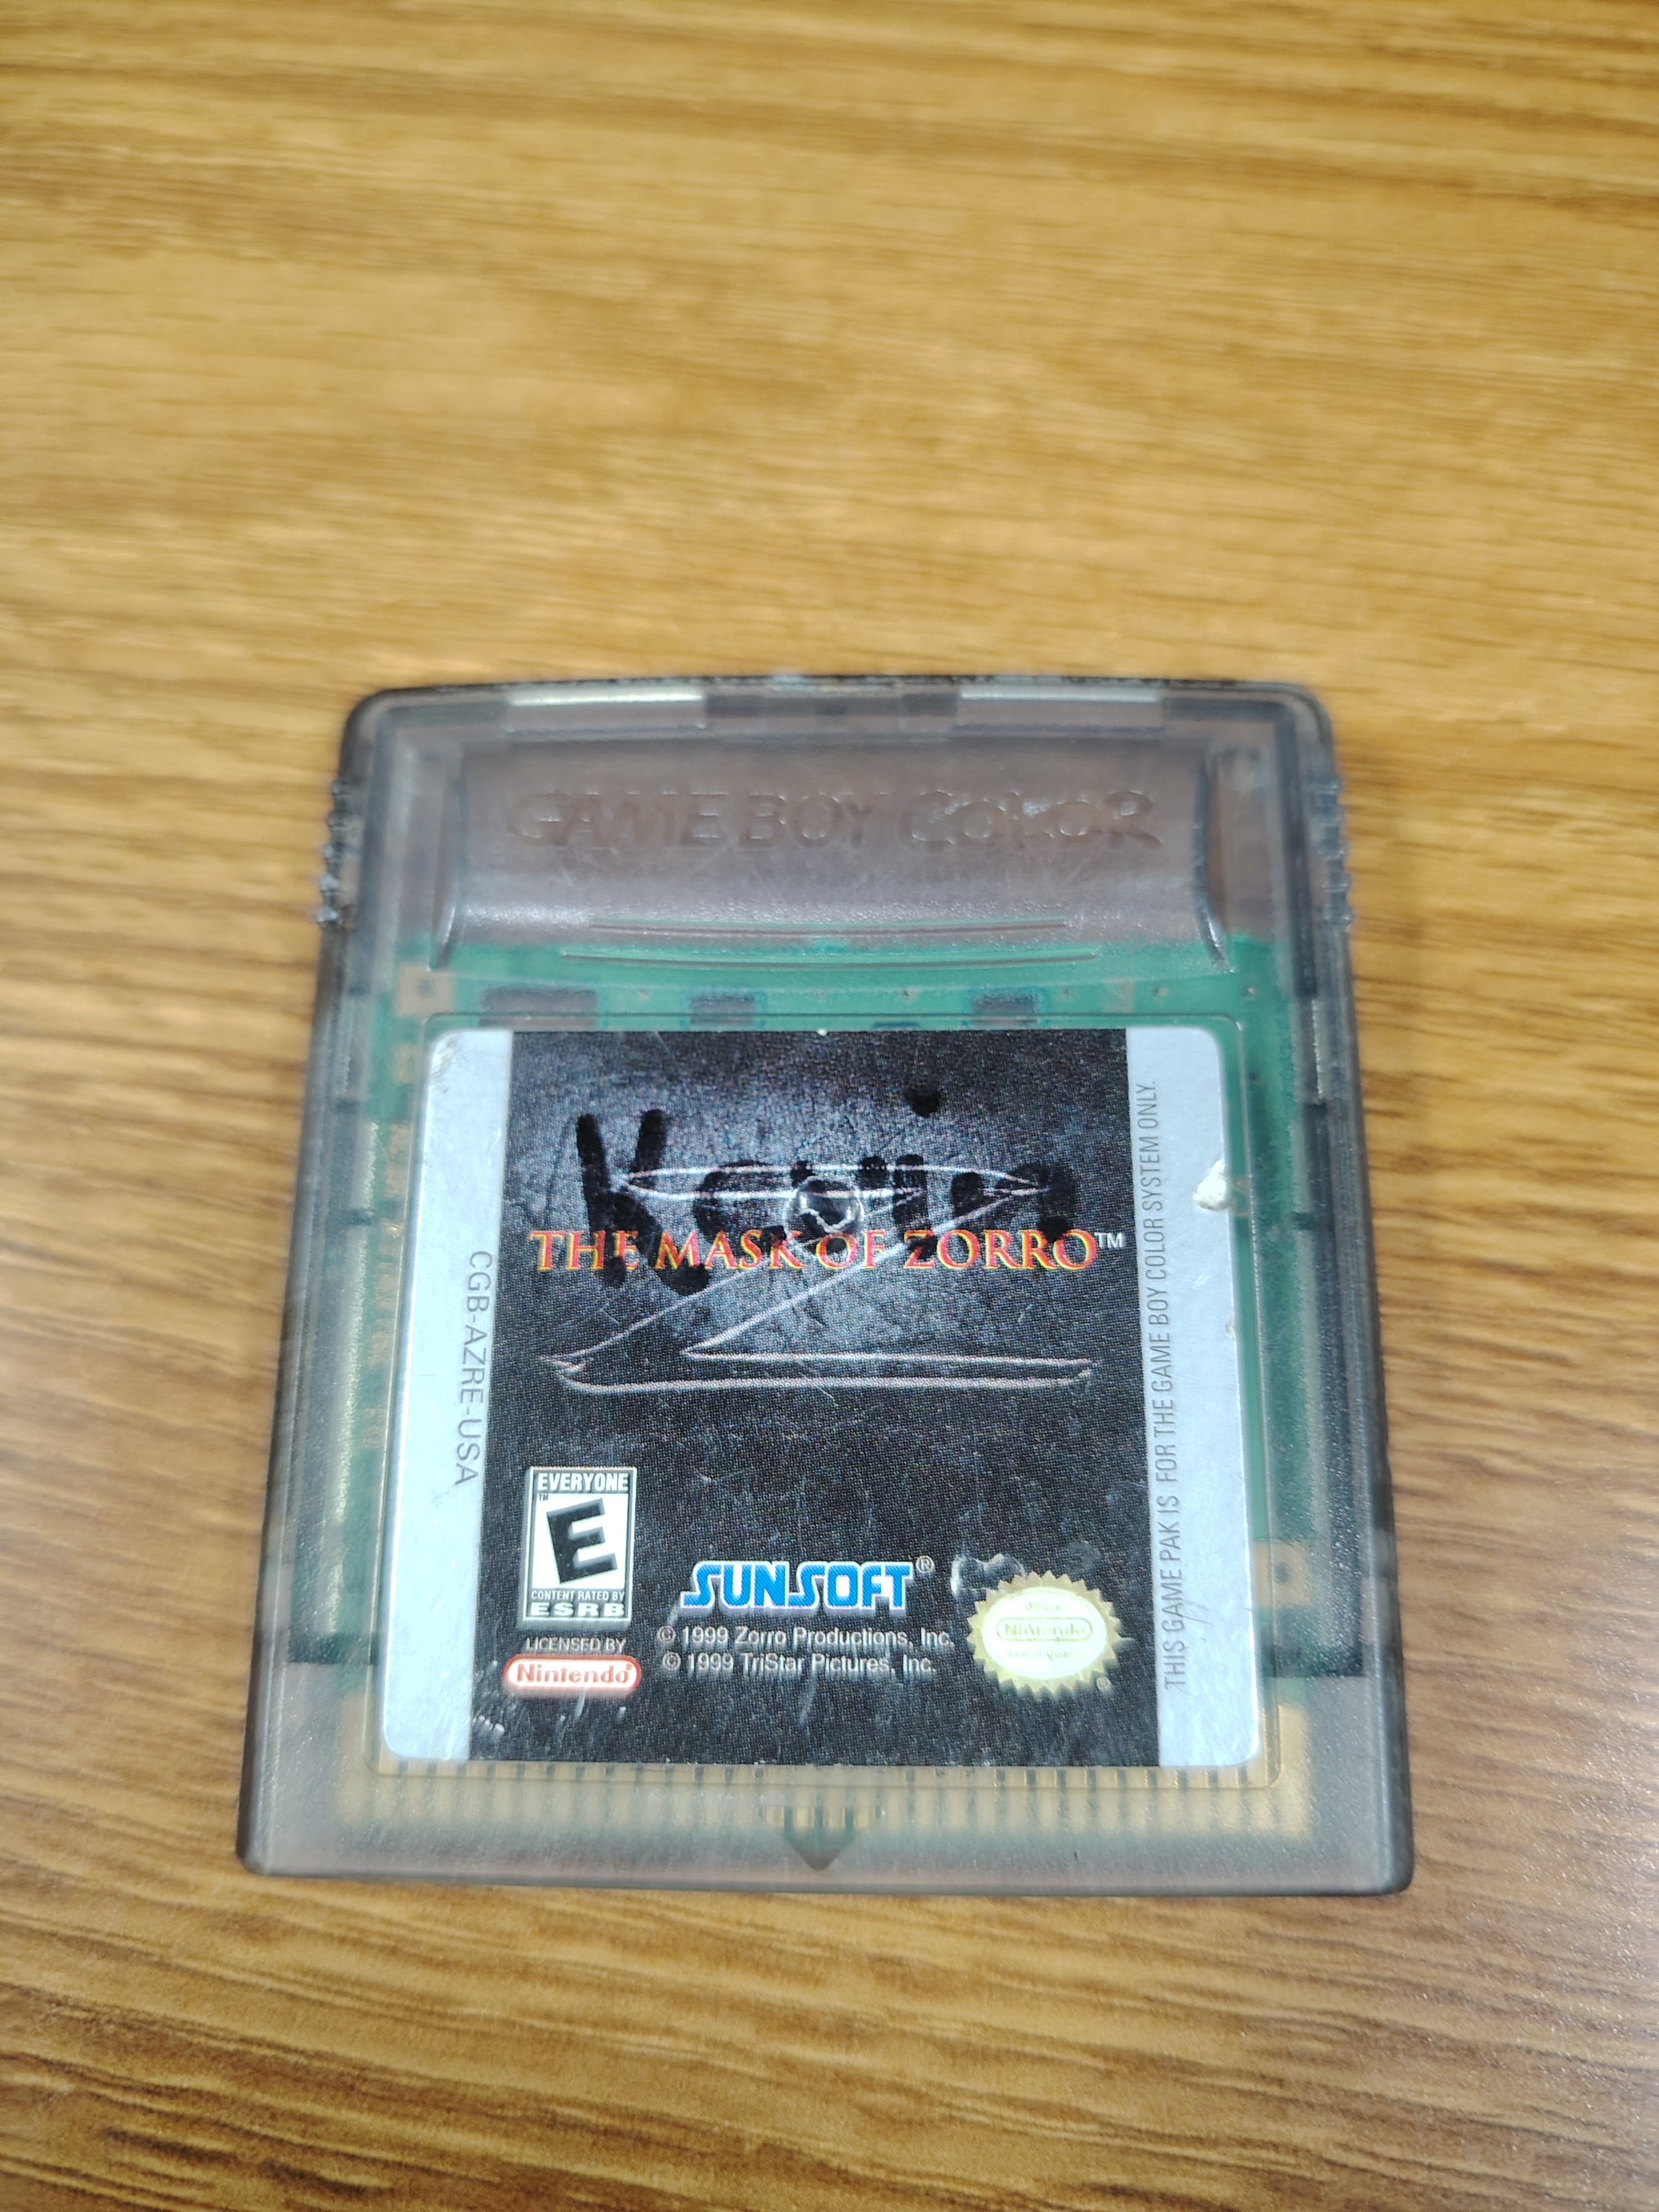 GAME BOY COLOR
Kevin
THE MASK OF ZORRO™
CGB-AZRE-USA
THIS GAME PAK IS FOR THE GAME BOY COLOR SYSTEM ONLY.
EVERYONE
™
E
CONTENT RATED BY
ESRB
SUNSOFT®
LICENSED BY
Nintendo®
© 1999 Zorro Productions, Inc.
© 1999 TriStar Pictures, Inc.
Official
Nintendo
®